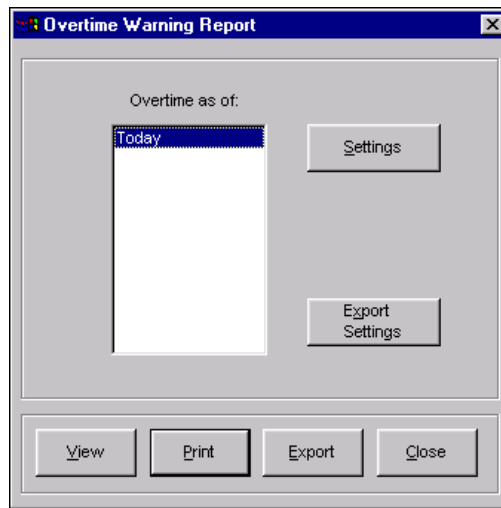 Overtime Warning Report
Overtime as of:
Today
Settings
Export
Settings
View
Print
Export
Close